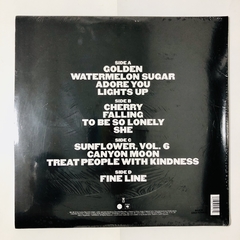 SIDE A
GOLDEN
WATERMELON SUGAR
ADORE YOU
LIGHTS UP
SIDE B
CHERRY
FALLING
TO BE SO LONELY
SHE
SIDE C
SUNFLOWER, VOL. 6
CANYON MOON
TREAT PEOPLE WITH KINDNESS
SIDE D
FINE LINE